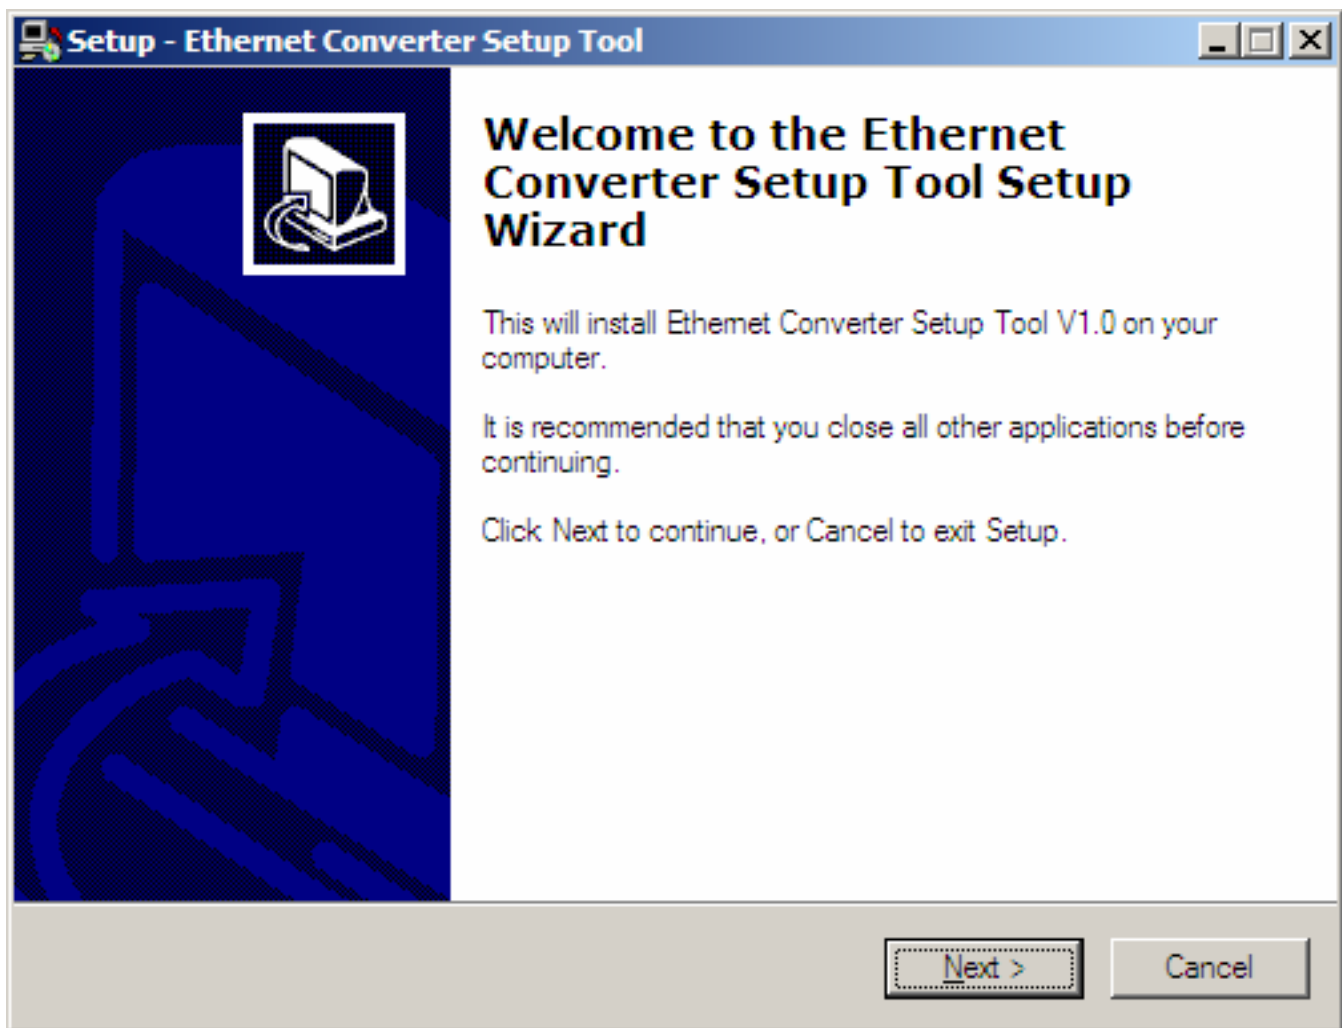 Setup - Ethernet Converter Setup Tool
Welcome to the Ethernet
Converter Setup Tool Setup
Wizard
This will install Ethernet Converter Setup Tool V1.0 on your
computer.
It is recommended that you close all other applications before
continuing.
Click Next to continue, or Cancel to exit Setup.
Next >
Cancel